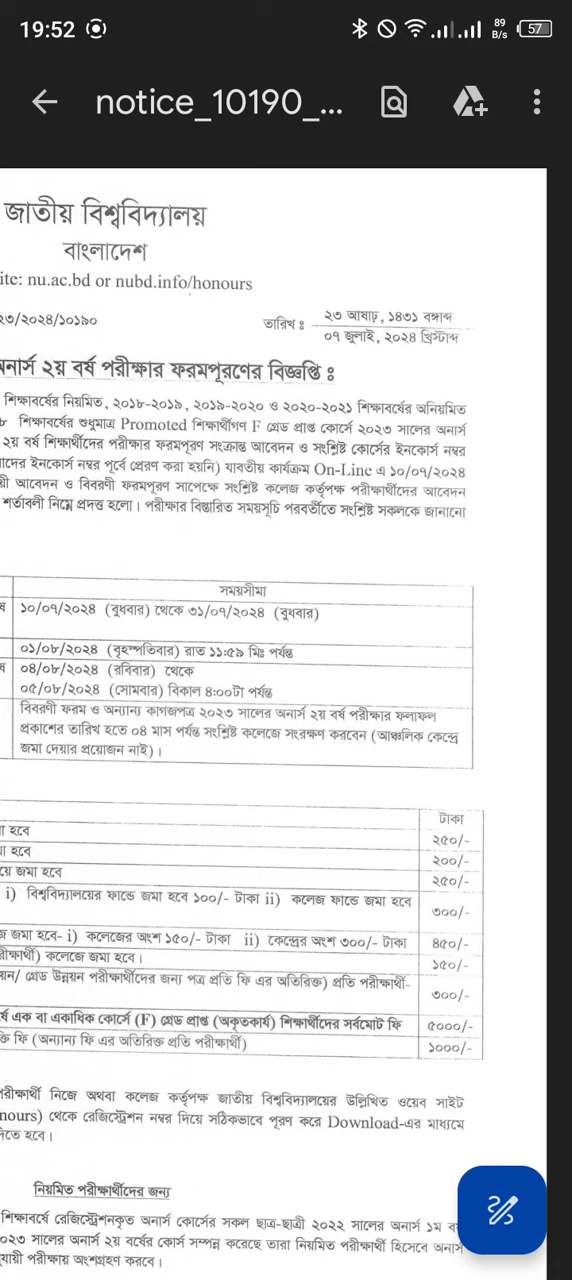 19:52
89
B/s
57
notice_10190_...
জাতীয় বিশ্ববিদ্যালয়
বাংলাদেশ
ite: nu.ac.bd or nubd.info/honours
২৩/২০২৪/১০১৯০
তারিখ ঃ ২৩ আষাঢ়, ১৪৩১ বঙ্গাব্দ
০৭ জুলাই, ২০২৪ খ্রিস্টাব্দ
অনার্স ২য় বর্ষ পরীক্ষার ফরমপূরণের বিজ্ঞপ্তি ঃ
শিক্ষাবর্ষের নিয়মিত, ২০১৮-২০১৯, ২০১৯-২০২০ ও ২০২০-২০২১ শিক্ষাবর্ষের অনিয়মিত
৮ শিক্ষাবর্ষের শুধুমাত্র Promoted শিক্ষার্থীগণ F গ্রেড প্রাপ্ত কোর্সে ২০২৩ সালের অনার্স
২য় বর্ষ শিক্ষার্থীদের পরীক্ষার ফরমপূরণ সংক্রান্ত আবেদন ও সংশ্লিষ্ট কোর্সের ইনকোর্স নম্বর
াদের ইনকোর্স নম্বর পূর্বে প্রেরণ করা হয়নি) যাবতীয় কার্যক্রম On-Line এ ১০/০৭/২০২৪
য়ী আবেদন ও বিবরণী ফরমপূরণ সাপেক্ষে সংশ্লিষ্ট কলেজ কর্তৃপক্ষ পরীক্ষার্থীদের আবেদন
শর্তাবলী নিম্নে প্রদত্ত হলো। পরীক্ষার বিস্তারিত সময়সূচি পরবর্তীতে সংশ্লিষ্ট সকলকে জানানো
সময়সীমা
ষ ১০/০৭/২০২৪ (বুধবার) থেকে ৩১/০৭/২০২৪ (বুধবার)
০১/০৮/২০২৪ (বৃহস্পতিবার) রাত ১১:৫৯ মিঃ পর্যন্ত
ষ ০৪/০৮/২০২৪ (রবিবার) থেকে
০৫/০৮/২০২৪ (সোমবার) বিকাল ৪:০০টা পর্যন্ত
বিবরণী ফরম ও অন্যান্য কাগজপত্র ২০২৩ সালের অনার্স ২য় বর্ষ পরীক্ষার ফলাফল
প্রকাশের তারিখ হতে ০৪ মাস পর্যন্ত সংশ্লিষ্ট কলেজে সংরক্ষণ করবেন (আঞ্চলিক কেন্দ্রে
জমা দেয়ার প্রয়োজন নাই)।
টাকা
া হবে ২৫০/-
া হবে ২০০/-
য়ে জমা হবে ২৫০/-
i) বিশ্ববিদ্যালয়ের ফান্ডে জমা হবে ১০০/- টাকা ii) কলেজ ফান্ডে জমা হবে
৩০০/-
জ জমা হবে- i) কলেজের অংশ ১৫০/- টাকা ii) কেন্দ্রের অংশ ৩০০/- টাকা ৪৫০/-
রীক্ষার্থী) কলেজে জমা হবে। ১৫০/-
য়ন/ গ্রেড উন্নয়ন পরীক্ষার্থীদের জন্য পত্র প্রতি ফি এর অতিরিক্ত) প্রতি পরীক্ষার্থী-
৩০০/-
র্ষে এক বা একাধিক কোর্সে (F) গ্রেড প্রাপ্ত (অকৃতকার্য) শিক্ষার্থীদের সর্বমোট ফি ৫০০০/-
ক্তি ফি (অন্যান্য ফি এর অতিরিক্ত প্রতি পরীক্ষার্থী) ১০০০/-
রীক্ষার্থী নিজে অথবা কলেজ কর্তৃপক্ষ জাতীয় বিশ্ববিদ্যালয়ের উল্লিখিত ওয়েব সাইট
nours) থেকে রেজিস্ট্রেশন নম্বর দিয়ে সঠিকভাবে পূরণ করে Download-এর মাধ্যমে
দিতে হবে।
নিয়মিত পরীক্ষার্থীদের জন্য
শিক্ষাবর্ষে রেজিস্ট্রেশনকৃত অনার্স কোর্সের সকল ছাত্র-ছাত্রী ২০২২ সালের অনার্স ১ম ব
০২৩ সালের অনার্স ২য় বর্ষের কোর্স সম্পন্ন করেছে তারা নিয়মিত পরীক্ষার্থী হিসেবে অনার্স
যায়ী পরীক্ষায় অংশগ্রহণ করবে।